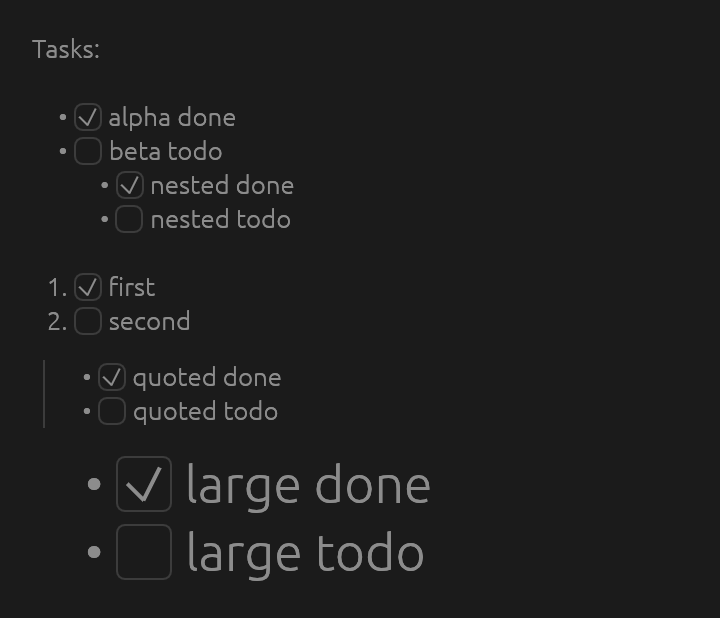 Tasks:
• ☑ alpha done
• ☐ beta todo
• ☑ nested done
• ☐ nested todo
1. ☑ first
2. ☐ second
• ☑ quoted done
• ☐ quoted todo
• ☑ large done
• ☐ large todo